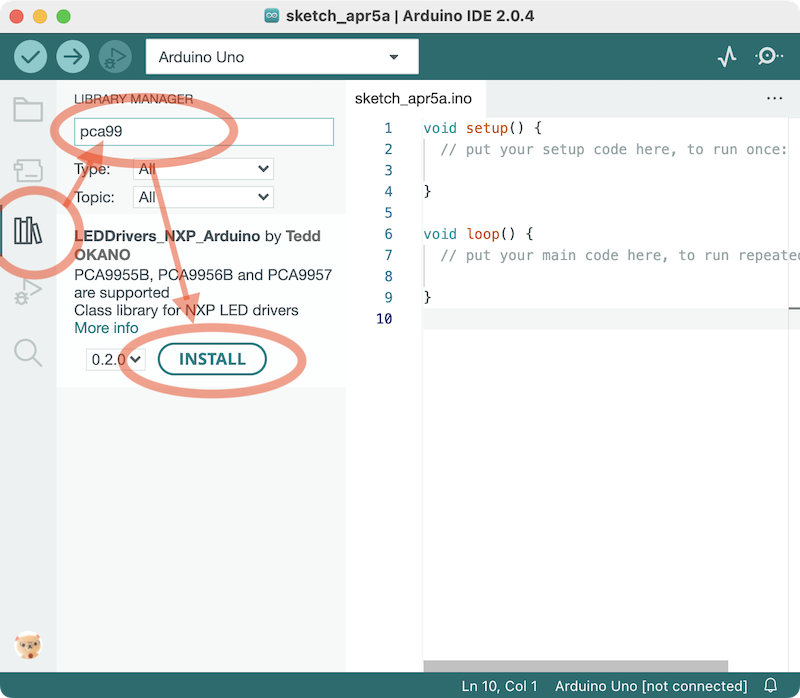 sketch_apr5a | Arduino IDE 2.0.4
Arduino Uno
LIBRARY MANAGER
pca99
Type: All
Topic: All
LEDDrivers_NXP_Arduino by Tedd
OKANO
PCA9955B, PCA9956B and PCA9957
are supported
Class library for NXP LED drivers
More info
0.2.0 INSTALL
sketch_apr5a.ino
1 void setup() {
2 // put your setup code here, to run once:
3
4 }
5
6 void loop() {
7 // put your main code here, to run repeated
8
9 }
10
Ln 10, Col 1 Arduino Uno [not connected]